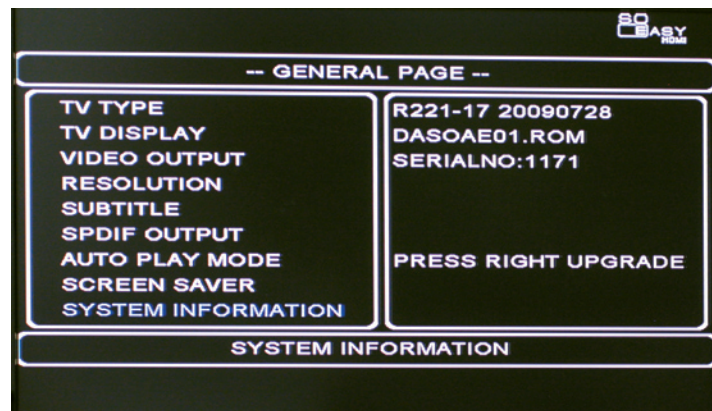 SO
EASY
HDMI
-- GENERAL PAGE --
TV TYPE
TV DISPLAY
VIDEO OUTPUT
RESOLUTION
SUBTITLE
SPDIF OUTPUT
AUTO PLAY MODE
SCREEN SAVER
SYSTEM INFORMATION
R221-17 20090728
DASOAE01.ROM
SERIALNO:1171
PRESS RIGHT UPGRADE
SYSTEM INFORMATION